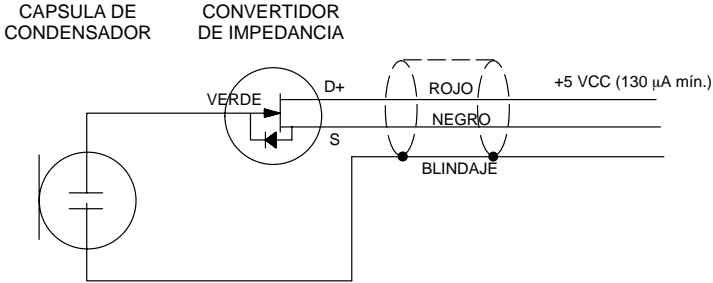 CAPSULA DE
CONDENSADOR
CONVERTIDOR
DE IMPEDANCIA
VERDE
D+
S
ROJO
NEGRO
BLINDAJE
+5 VCC (130 μA mín.)